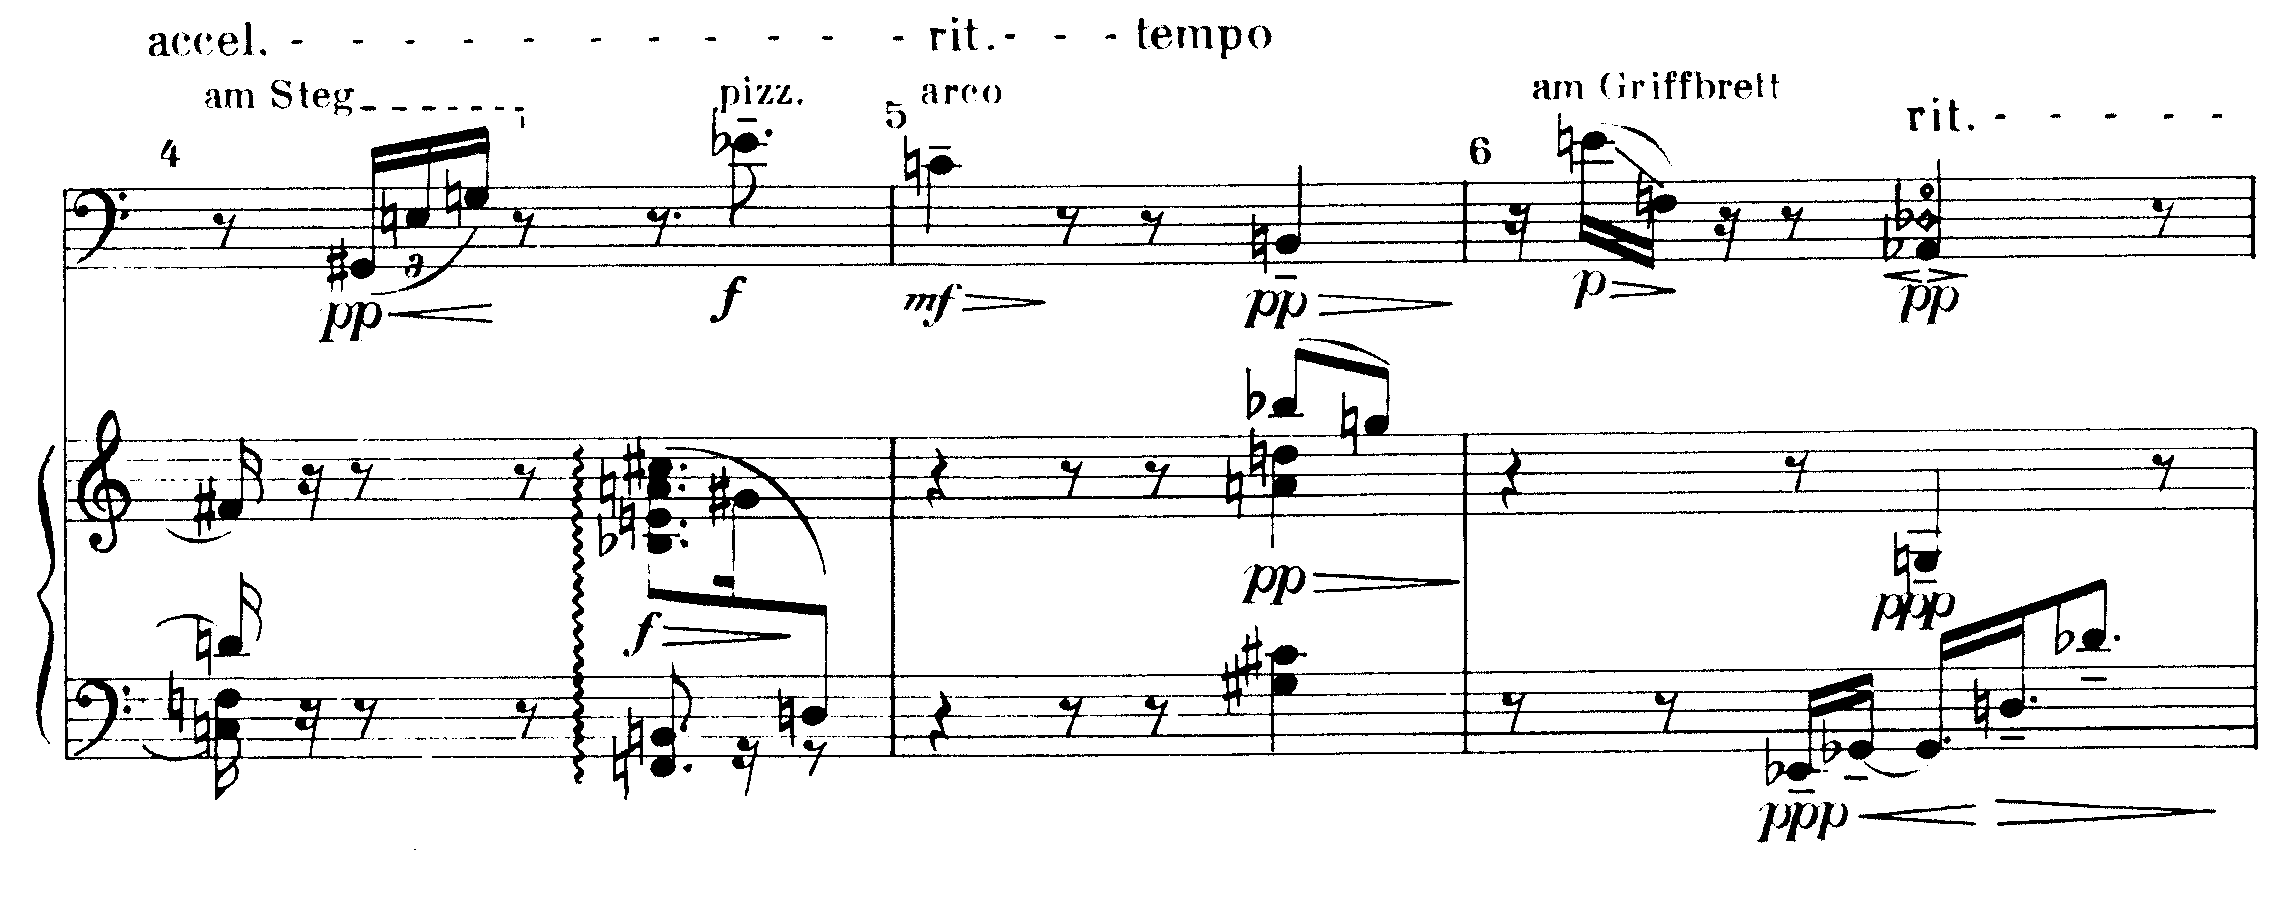 accel. - - - - - - - - - - - rit. - - - tempo
am Steg - - - - - - - pizz. arco am Griffbrett
rit. - - - - -
4 5 6
3
pp f mf pp p pp
f pp ppp
ppp